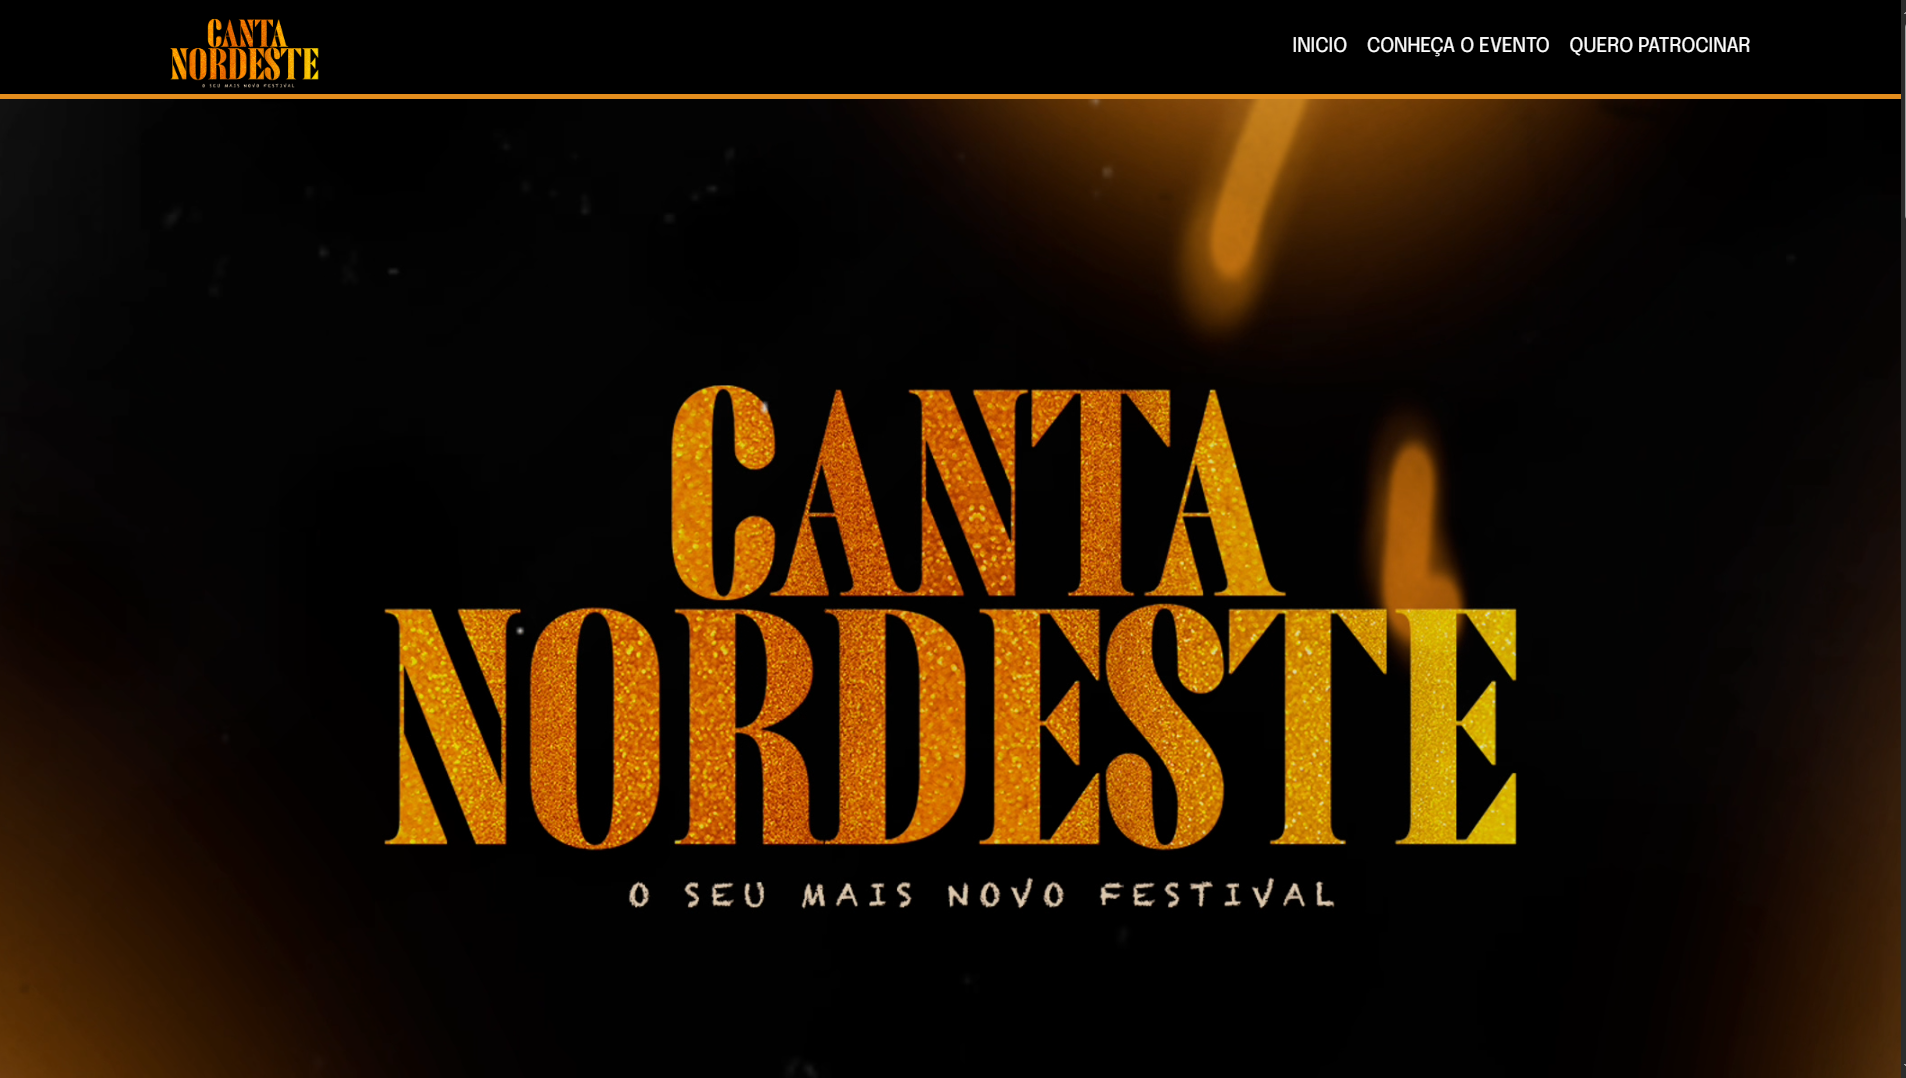 CANTA
NORDESTE
O SEU MAIS NOVO FESTIVAL
INICIO CONHEÇA O EVENTO QUERO PATROCINAR
CANTA
NORDESTE
O SEU MAIS NOVO FESTIVAL